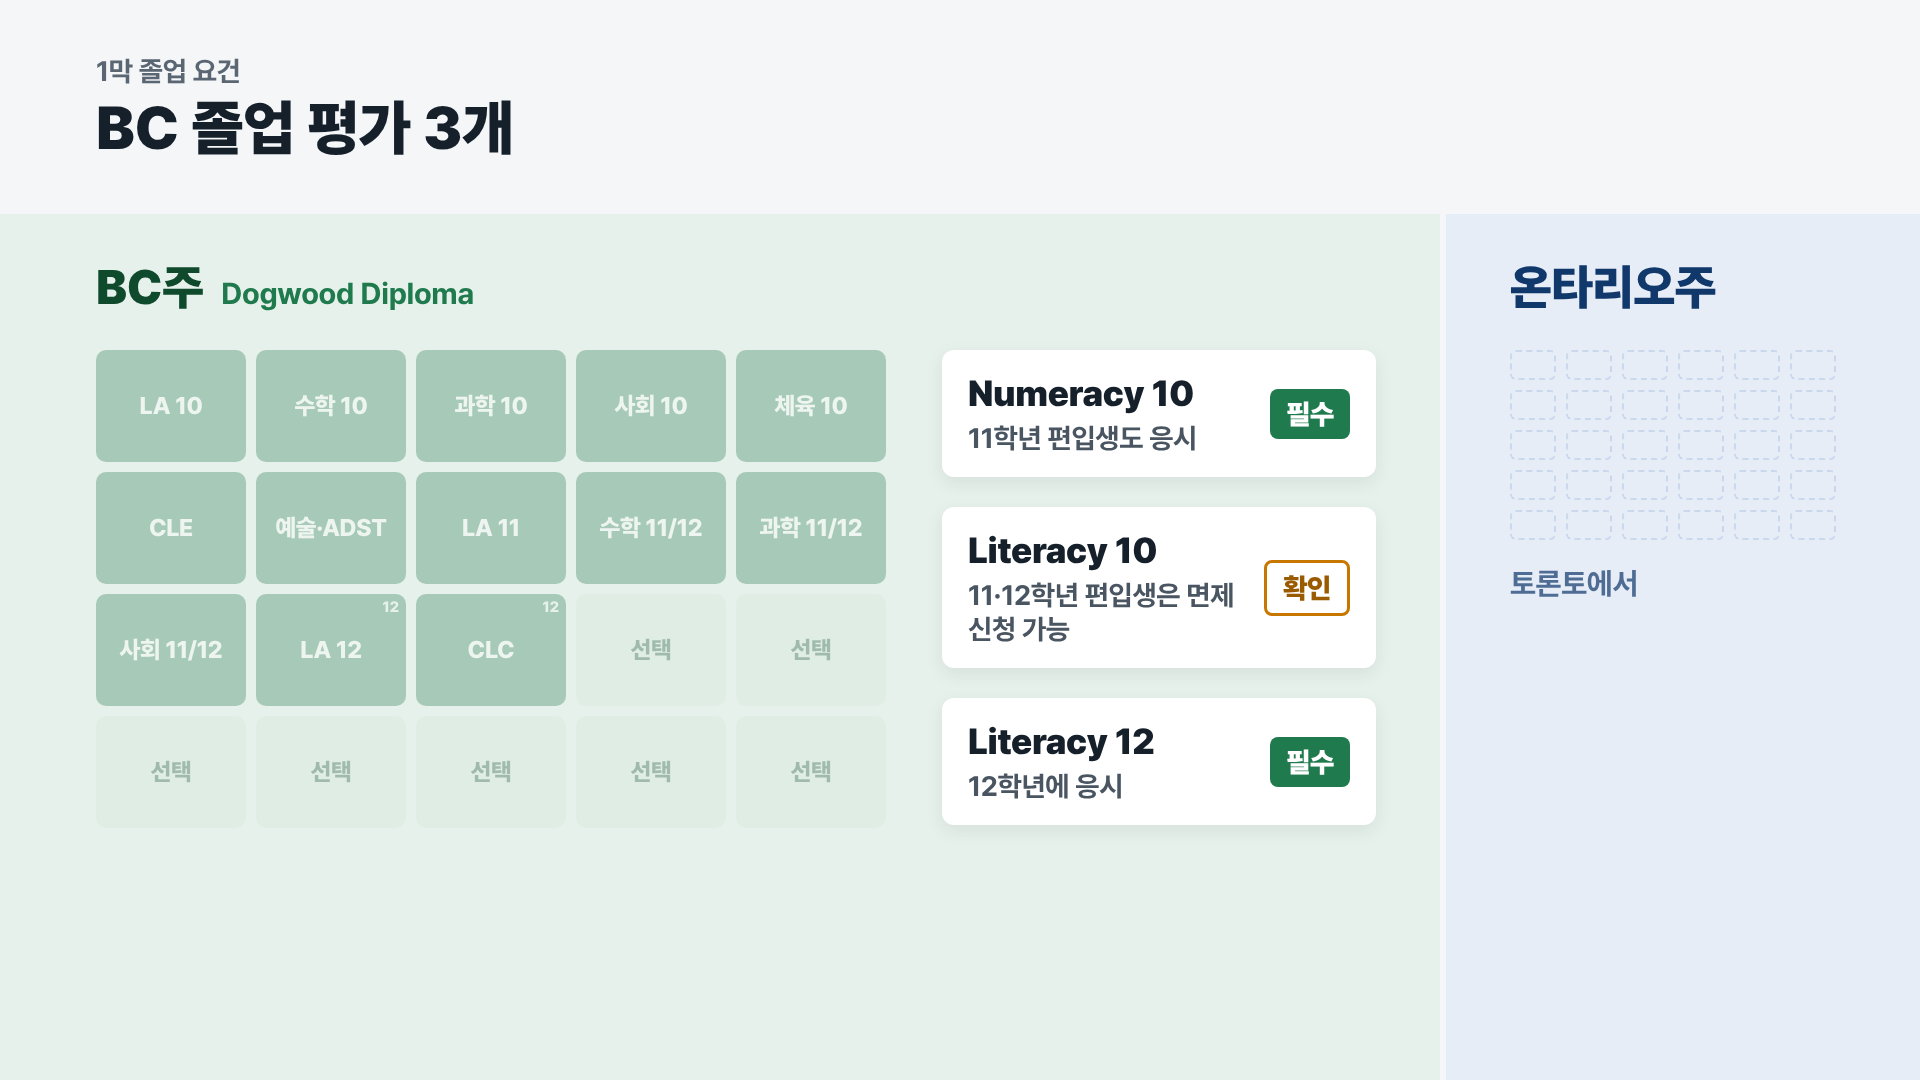 1막 졸업 요건
BC 졸업 평가 3개
BC주 Dogwood Diploma
LA 10
수학 10
과학 10
사회 10
체육 10
CLE
예술·ADST
LA 11
수학 11/12
과학 11/12
사회 11/12
12
LA 12
12
CLC
선택
선택
선택
선택
선택
선택
선택
Numeracy 10
11학년 편입생도 응시
필수
Literacy 10
11·12학년 편입생은 면제
신청 가능
확인
Literacy 12
12학년에 응시
필수
온타리오주
토론토에서